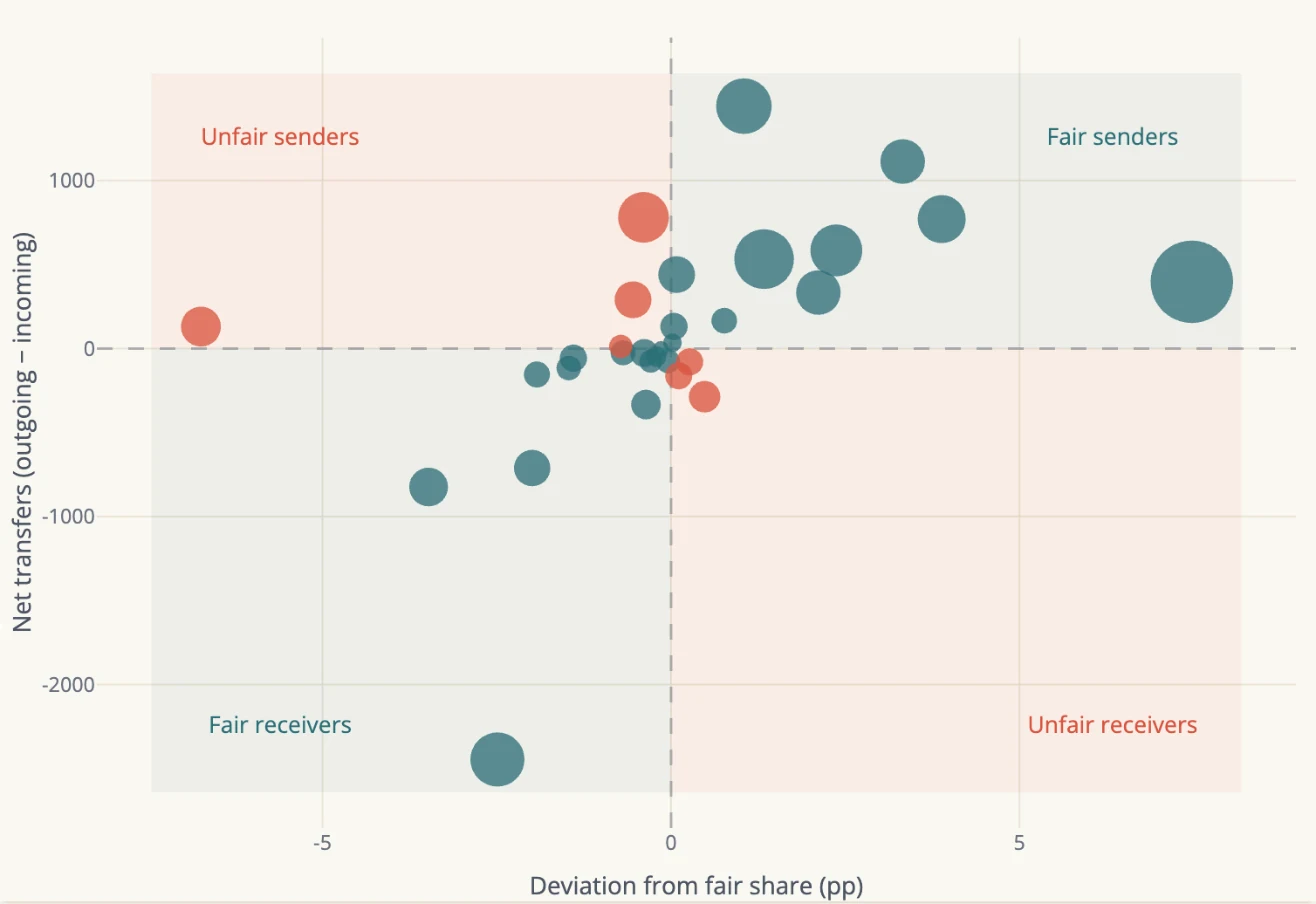 Unfair senders
Fair senders
1000
0
-1000
-2000
Net transfers (outgoing – incoming)
Fair receivers
Unfair receivers
-5
0
5
Deviation from fair share (pp)